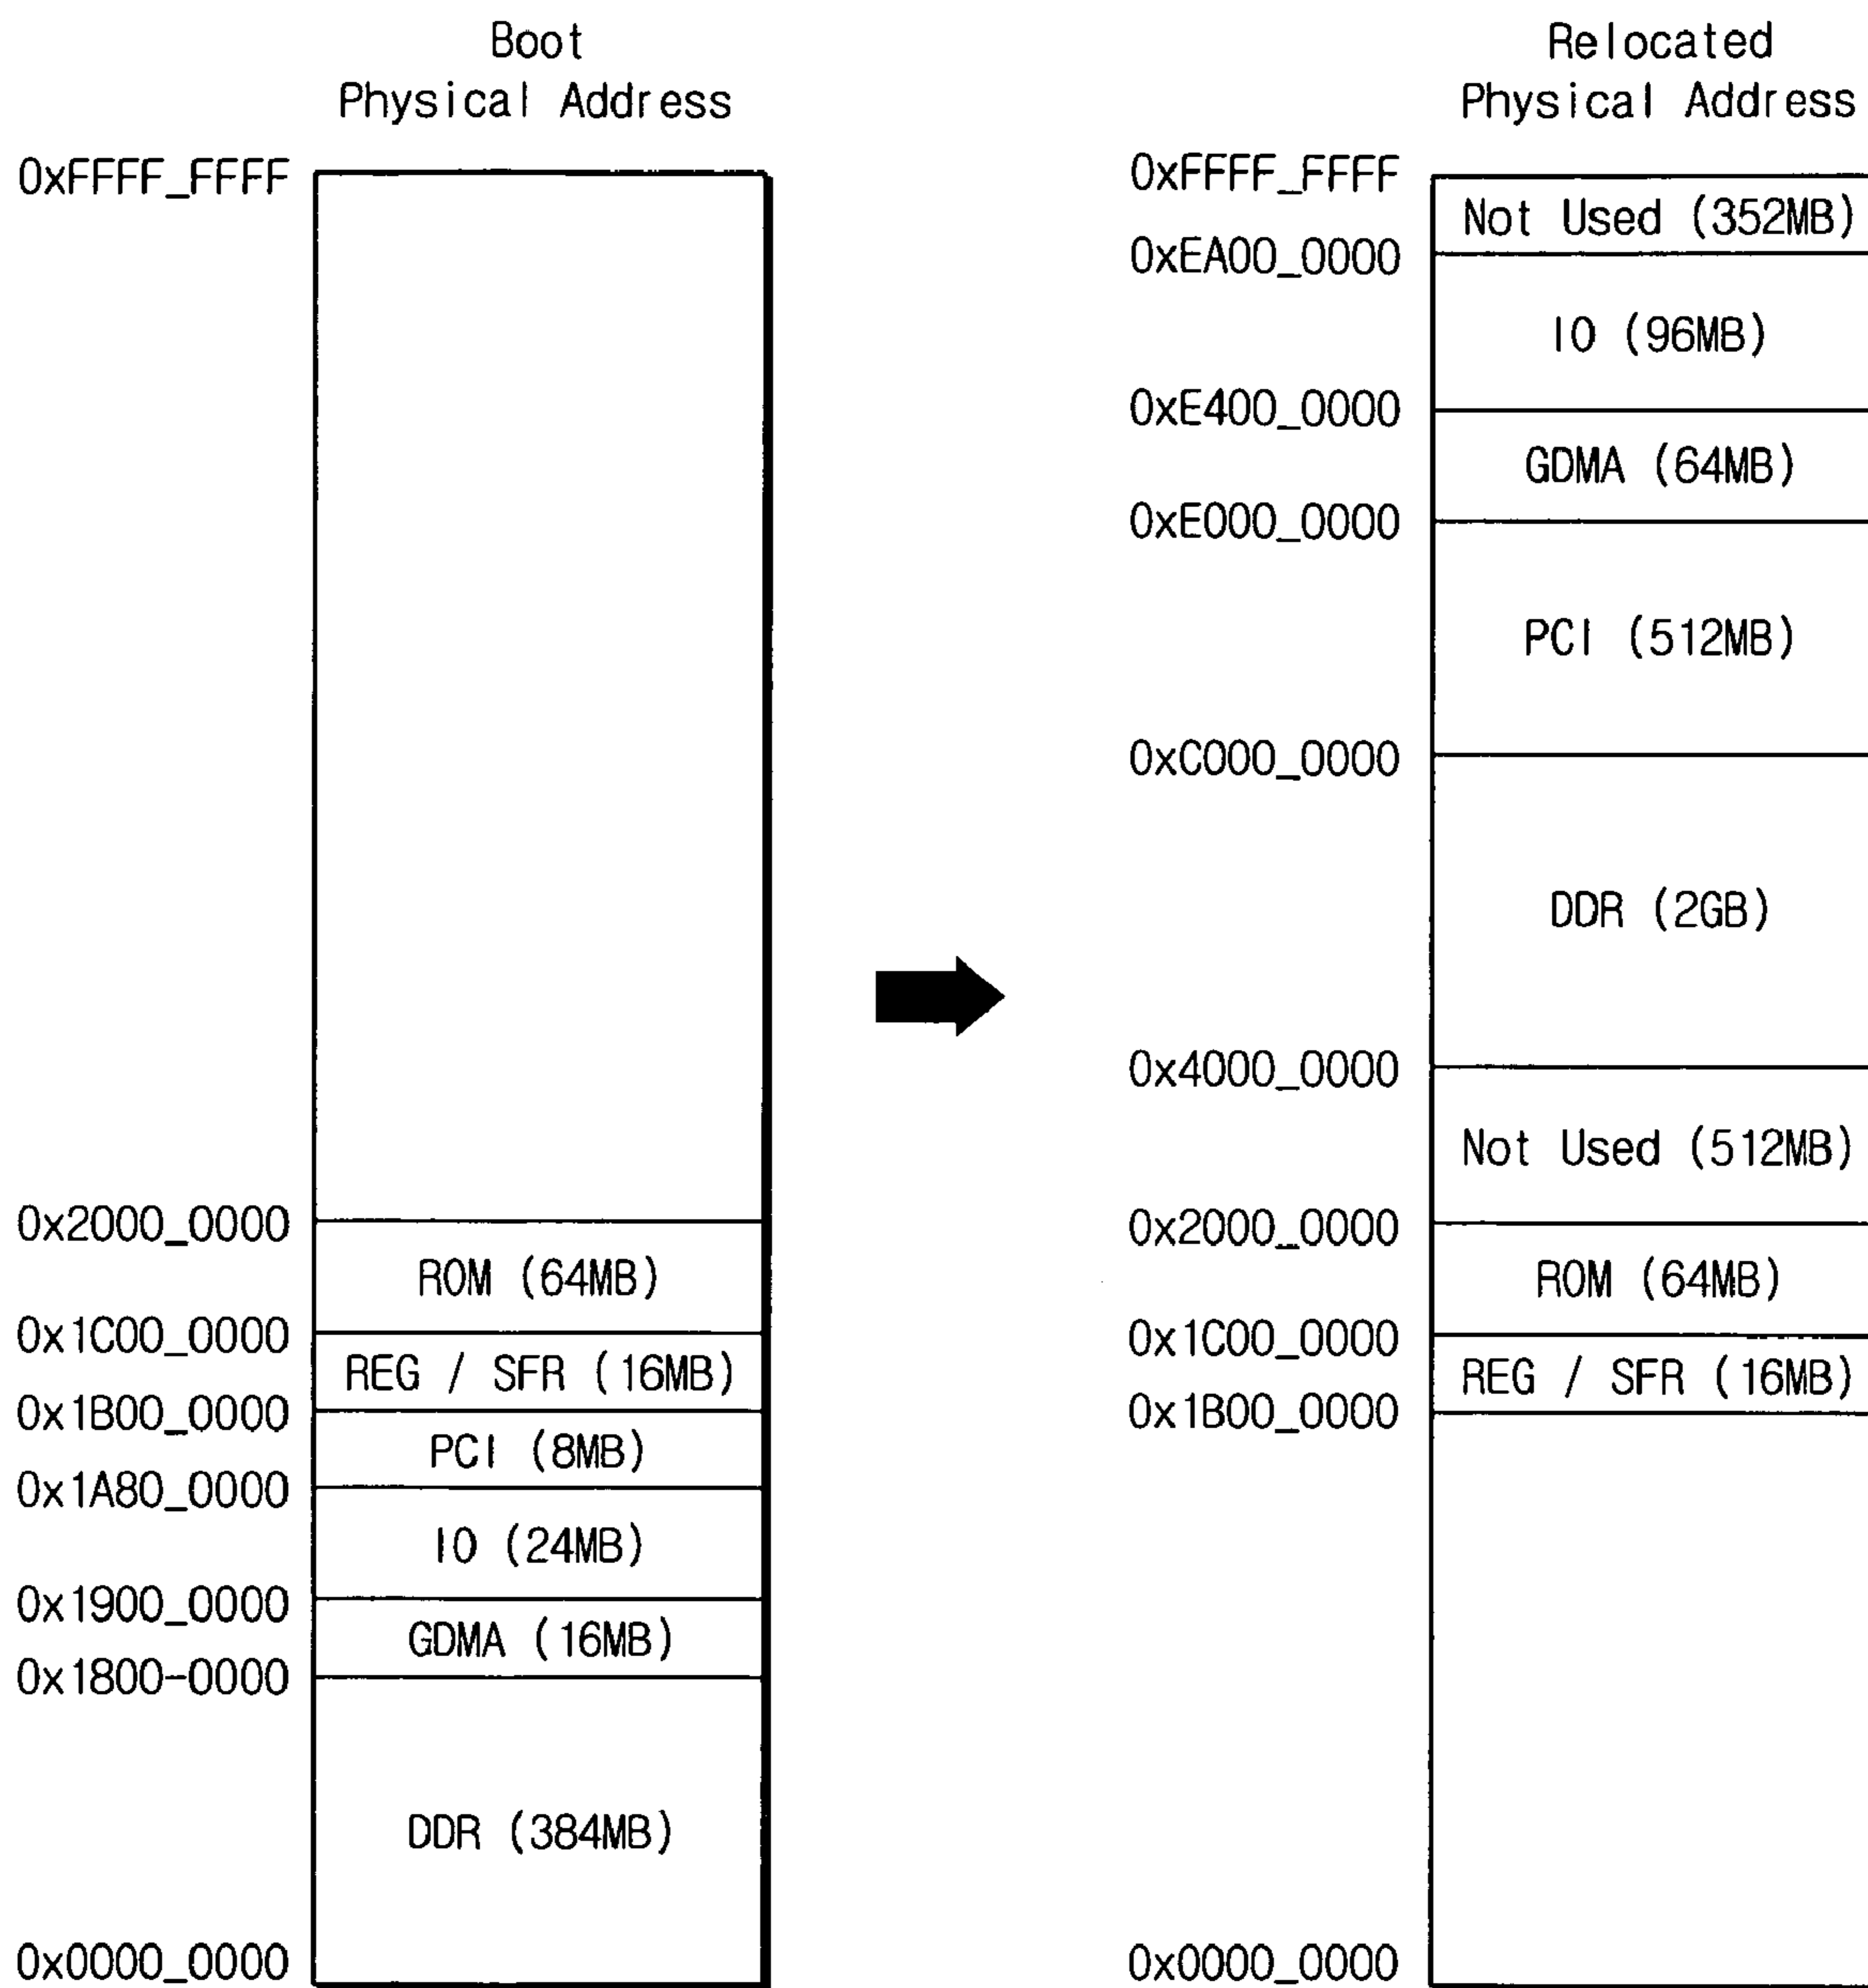 Boot
Physical Address
0xFFFF_FFFF
0x2000_0000
ROM (64MB)
0x1C00_0000
REG / SFR (16MB)
0x1B00_0000
PCI (8MB)
0x1A80_0000
IO (24MB)
0x1900_0000
GDMA (16MB)
0x1800-0000
DDR (384MB)
0x0000_0000
Relocated
Physical Address
0xFFFF_FFFF
Not Used (352MB)
0xEA00_0000
IO (96MB)
0xE400_0000
GDMA (64MB)
0xE000_0000
PCI (512MB)
0xC000_0000
DDR (2GB)
0x4000_0000
Not Used (512MB)
0x2000_0000
ROM (64MB)
0x1C00_0000
REG / SFR (16MB)
0x1B00_0000
0x0000_0000